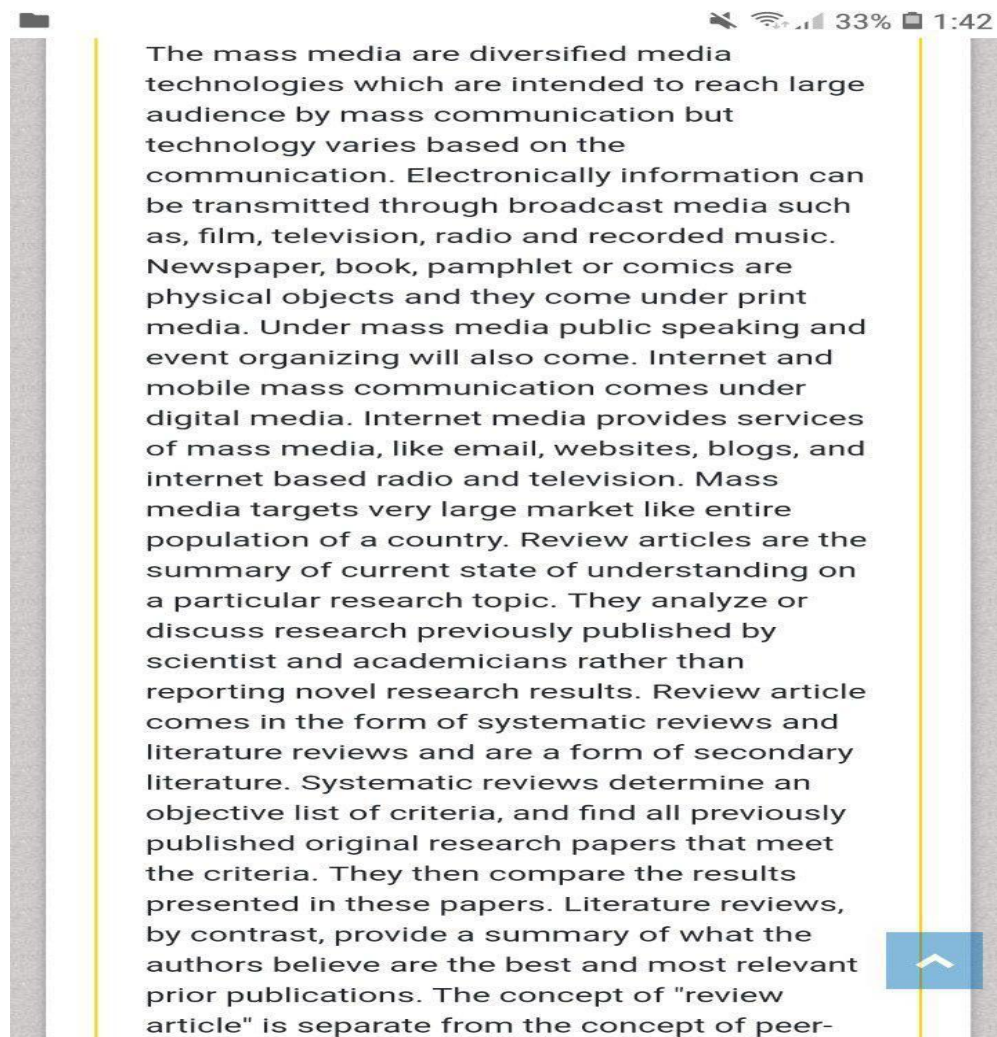 33% 1:42
The mass media are diversified media
technologies which are intended to reach large
audience by mass communication but
technology varies based on the
communication. Electronically information can
be transmitted through broadcast media such
as, film, television, radio and recorded music.
Newspaper, book, pamphlet or comics are
physical objects and they come under print
media. Under mass media public speaking and
event organizing will also come. Internet and
mobile mass communication comes under
digital media. Internet media provides services
of mass media, like email, websites, blogs, and
internet based radio and television. Mass
media targets very large market like entire
population of a country. Review articles are the
summary of current state of understanding on
a particular research topic. They analyze or
discuss research previously published by
scientist and academicians rather than
reporting novel research results. Review article
comes in the form of systematic reviews and
literature reviews and are a form of secondary
literature. Systematic reviews determine an
objective list of criteria, and find all previously
published original research papers that meet
the criteria. They then compare the results
presented in these papers. Literature reviews,
by contrast, provide a summary of what the
authors believe are the best and most relevant
prior publications. The concept of "review
article" is separate from the concept of peer-